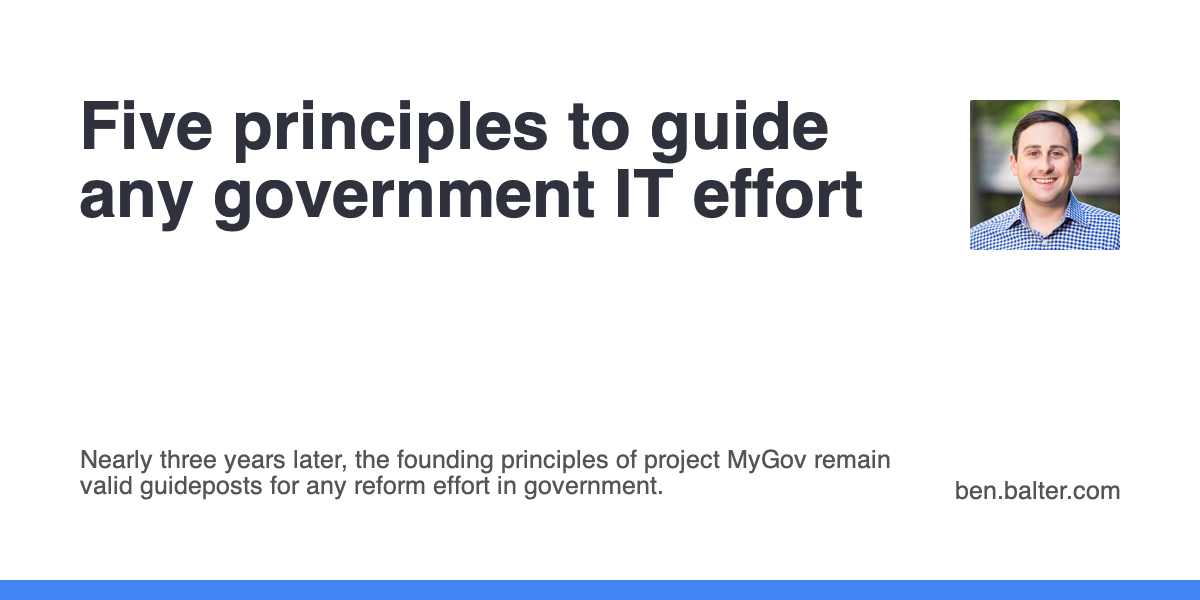 Five principles to guide
any government IT effort
Nearly three years later, the founding principles of project MyGov remain
valid guideposts for any reform effort in government.
ben.balter.com